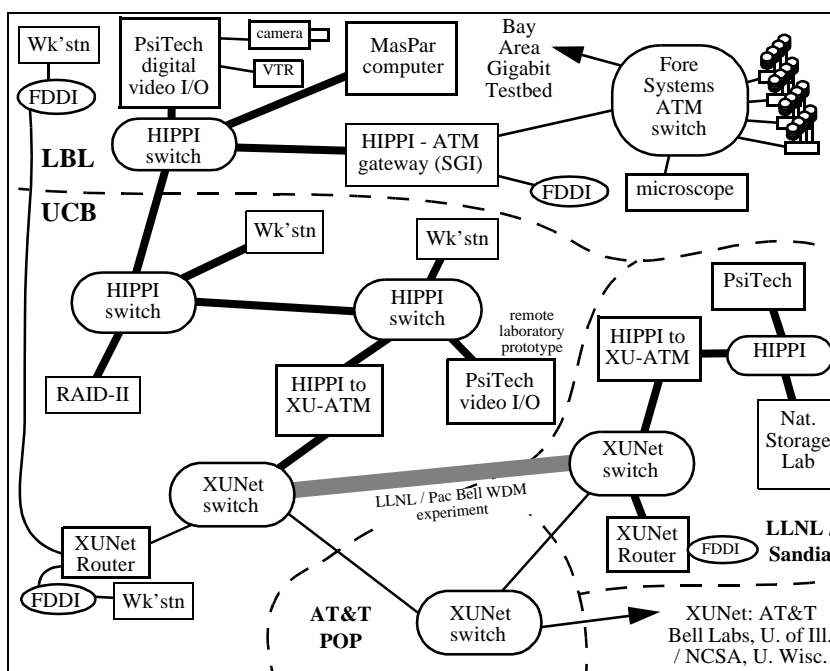 Wk'stn
FDDI
PsiTech
digital
video I/O
camera
VTR
MasPar
computer
Bay
Area
Gigabit
Testbed
Fore
Systems
ATM
switch
HIPPI
switch
HIPPI - ATM
gateway (SGI)
FDDI
microscope
LBL
UCB
Wk'stn
Wk'stn
HIPPI
switch
HIPPI
switch
remote
laboratory
prototype
RAID-II
HIPPI to
XU-ATM
PsiTech
video I/O
PsiTech
HIPPI to
XU-ATM
HIPPI
Nat.
Storage
Lab
XUNet
switch
XUNet
switch
LLNL / Pac Bell WDM
experiment
XUNet
Router
FDDI
Wk'stn
XUNet
Router
FDDI
LLNL /
Sandia
AT&T
POP
XUNet
switch
XUNet: AT&T
Bell Labs, U. of Ill.
/ NCSA, U. Wisc.